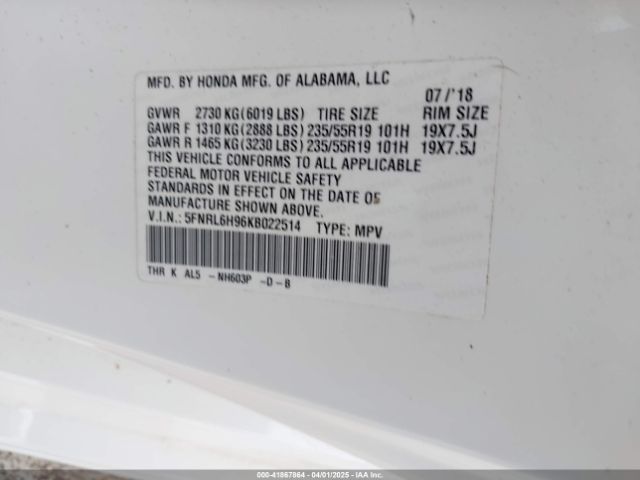 MFD. BY HONDA MFG. OF ALABAMA, LLC
07/'18
GVWR 2730 KG(6019 LBS) TIRE SIZE RIM SIZE
GAWR F 1310 KG(2888 LBS) 235/55R19 101H 19X7.5J
GAWR R 1465 KG(3230 LBS) 235/55R19 101H 19X7.5J
THIS VEHICLE CONFORMS TO ALL APPLICABLE
FEDERAL MOTOR VEHICLE SAFETY
STANDARDS IN EFFECT ON THE DATE OF
MANUFACTURE SHOWN ABOVE.
V.I.N.: 5FNRL6H96KB022514 TYPE: MPV
THR K AL5 -NH603P -D-B
000-41867864 - 04/01/2025 - IAAI.COM